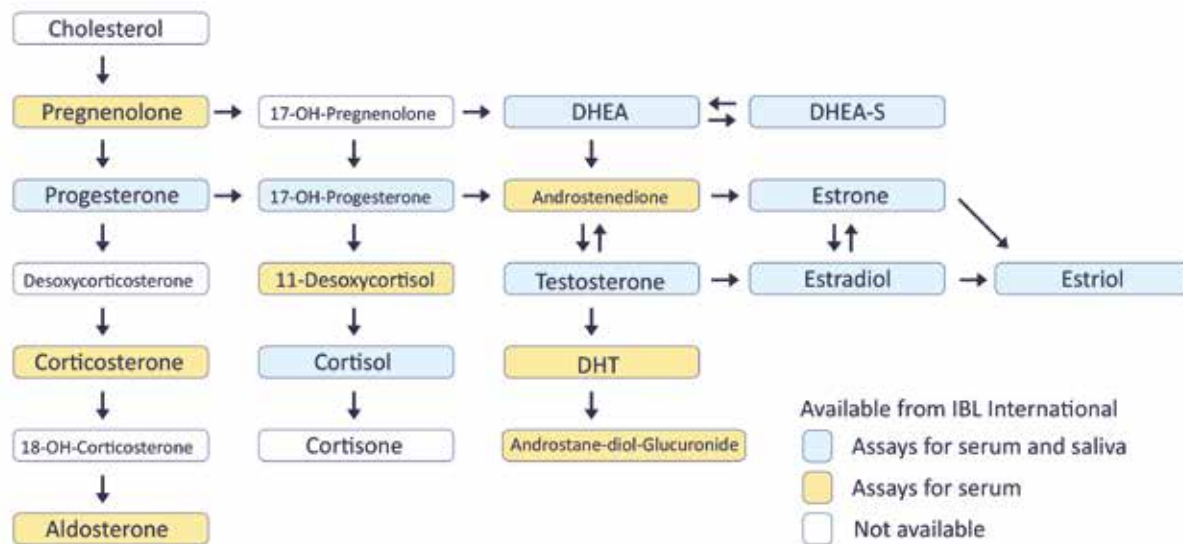 Cholesterol
Pregnenolone
17-OH-Pregnenolone
DHEA
DHEA-S
Progesterone
17-OH-Progesterone
Androstenedione
Estrone
Desoxycorticosterone
11-Desoxycortisol
Testosterone
Estradiol
Estriol
Corticosterone
Cortisol
DHT
18-OH-Corticosterone
Cortisone
Androstane-diol-Glucuronide
Aldosterone
Available from IBL International
Assays for serum and saliva
Assays for serum
Not available